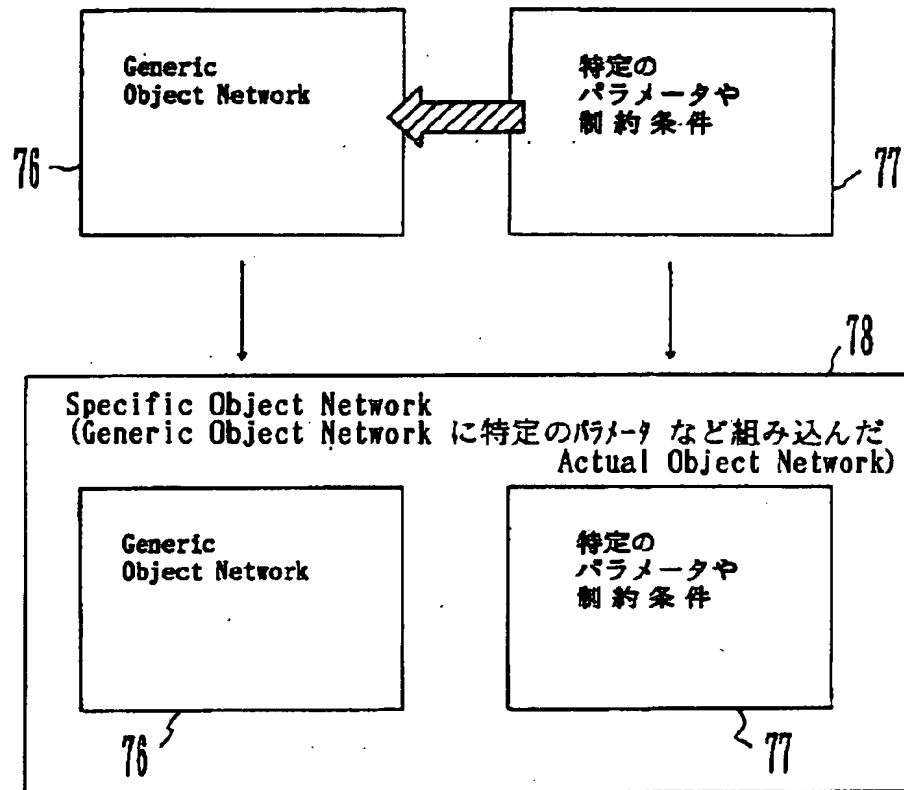 Generic
Object Network
特定の
パラメータや
制約条件
76
77
78
Specific Object Network
(Generic Object Network に特定のパラメータ など組み込んだ
Actual Object Network)
Generic
Object Network
特定の
パラメータや
制約条件
76
77